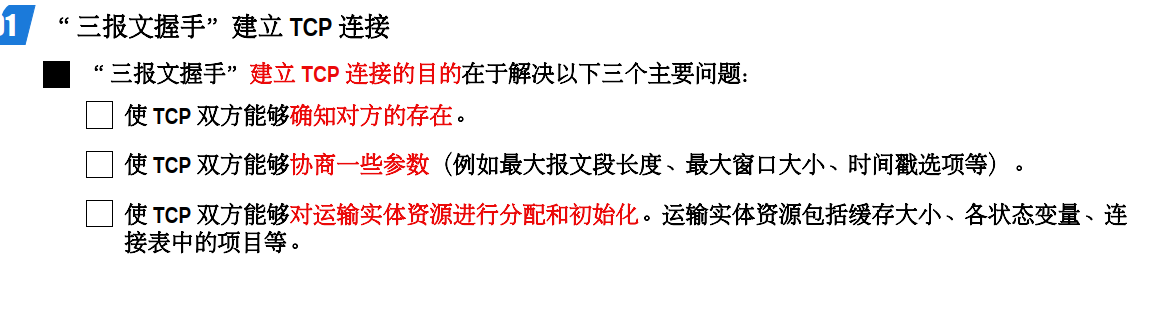 01
“三报文握手”建立 TCP 连接
“三报文握手”建立 TCP 连接的目的在于解决以下三个主要问题：
使 TCP 双方能够确知对方的存在。
使 TCP 双方能够协商一些参数（例如最大报文段长度、最大窗口大小、时间戳选项等）。
使 TCP 双方能够对运输实体资源进行分配和初始化。运输实体资源包括缓存大小、各状态变量、连
接表中的项目等。